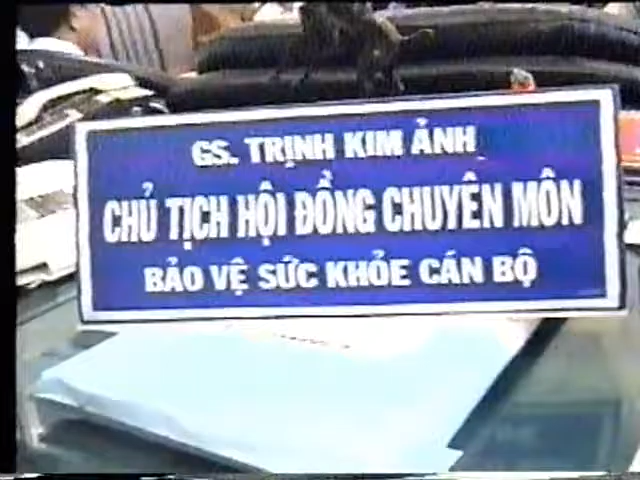 GS. TRỊNH KIM ẢNH
CHỦ TỊCH HỘI ĐỒNG CHUYÊN MÔN
BẢO VỆ SỨC KHỎE CÁN BỘ